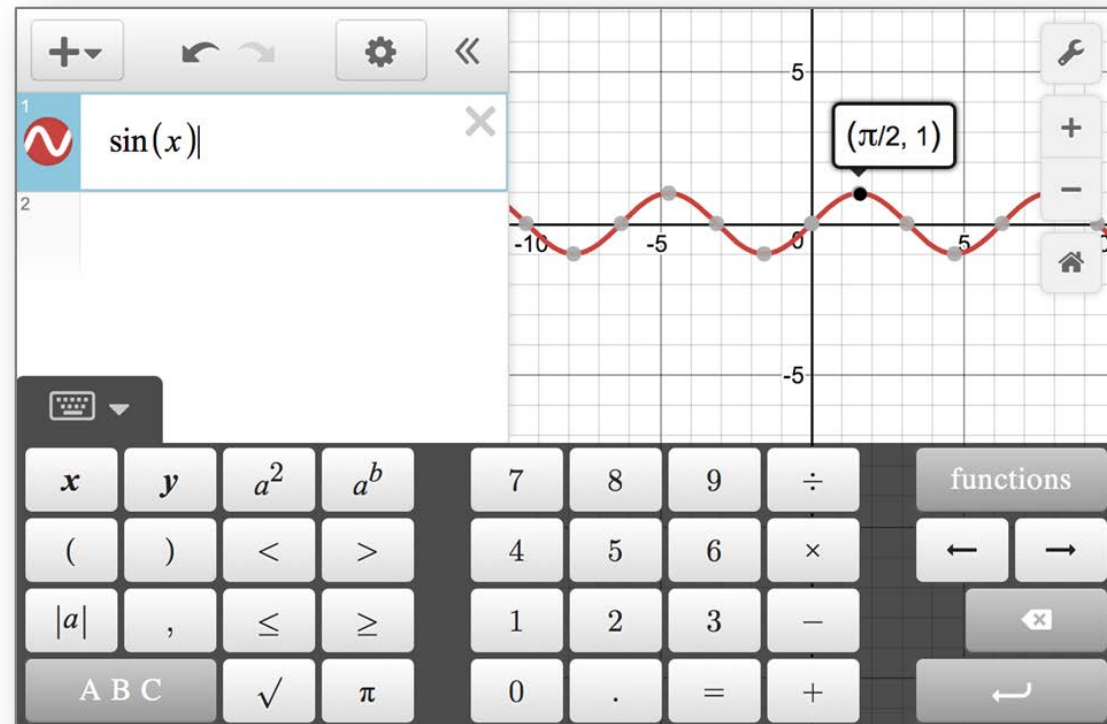 1
sin(x)
2
5
(π/2, 1)
-10 -5 0 5
-5
x y a² aᵇ 7 8 9 ÷ functions
( ) < > 4 5 6 × ← →
|a| , ≤ ≥ 1 2 3 −
A B C √ π 0 . = +